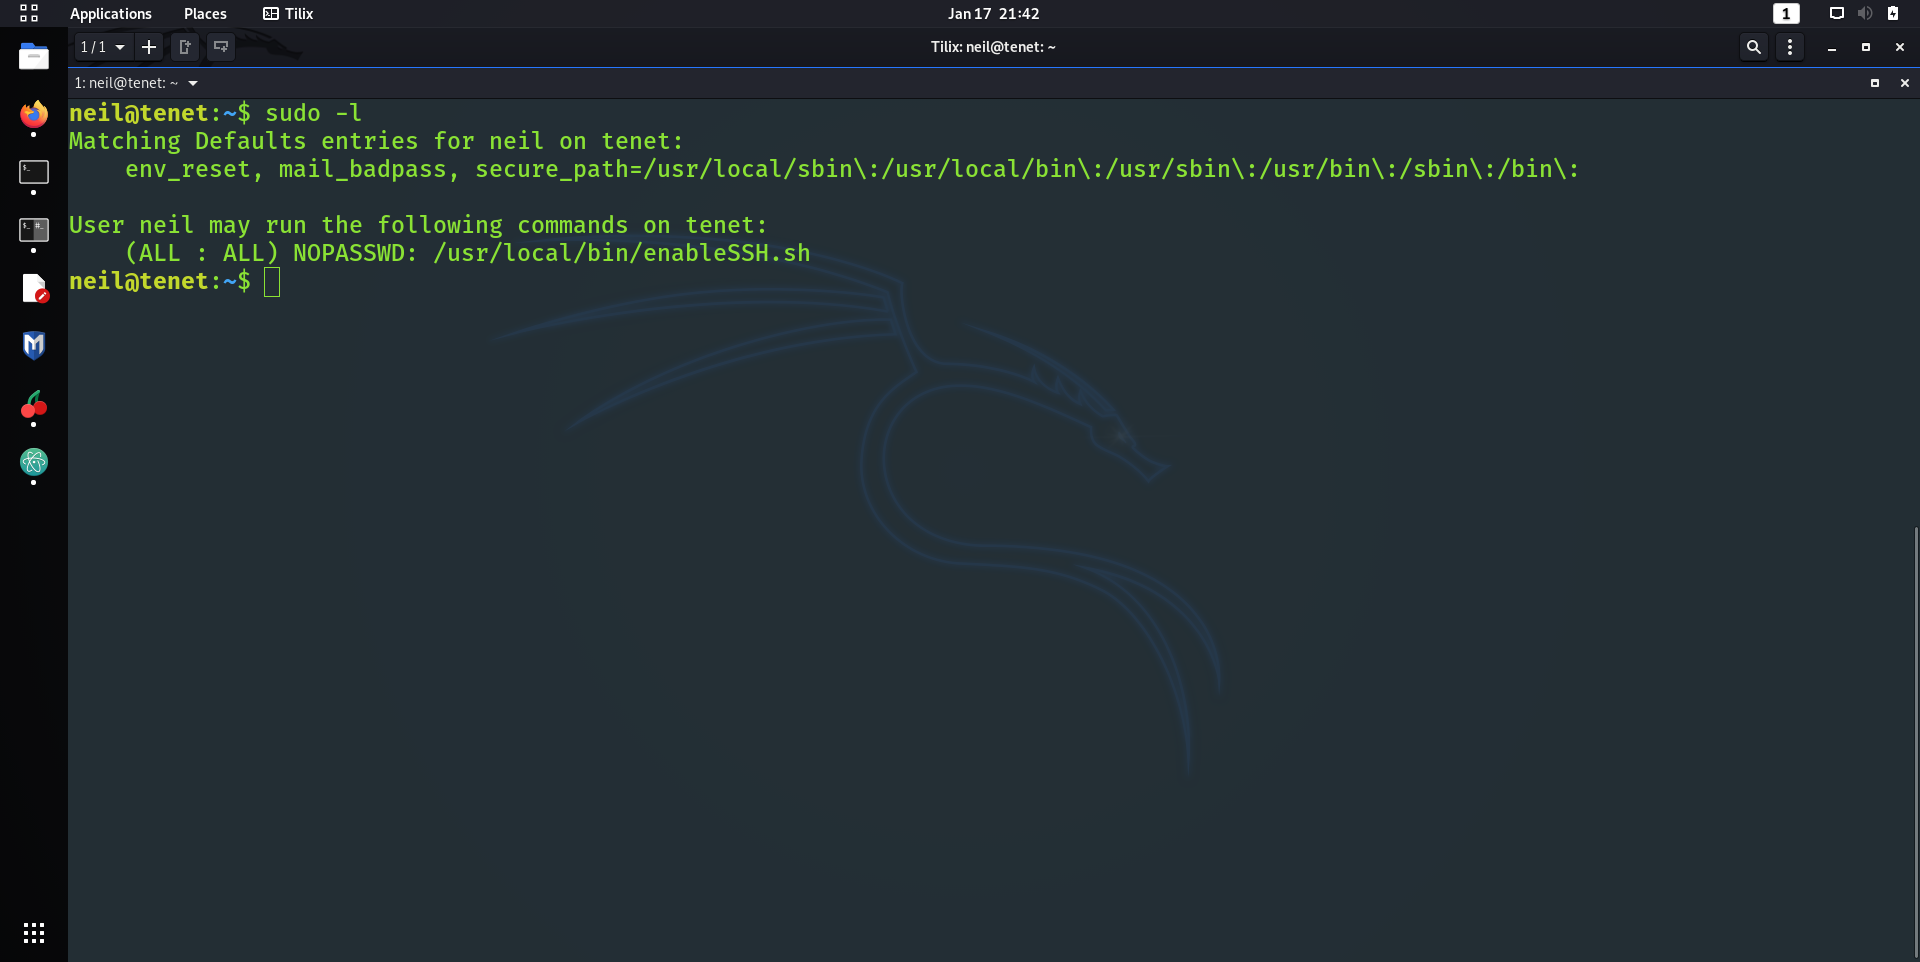 Applications Places Tilix Jan 17 21:42 1
1 / 1 Tilix: neil@tenet: ~
1: neil@tenet: ~
neil@tenet:~$ sudo -l
Matching Defaults entries for neil on tenet:
    env_reset, mail_badpass, secure_path=/usr/local/sbin\:/usr/local/bin\:/usr/sbin\:/usr/bin\:/sbin\:/bin\:

User neil may run the following commands on tenet:
    (ALL : ALL) NOPASSWD: /usr/local/bin/enableSSH.sh
neil@tenet:~$